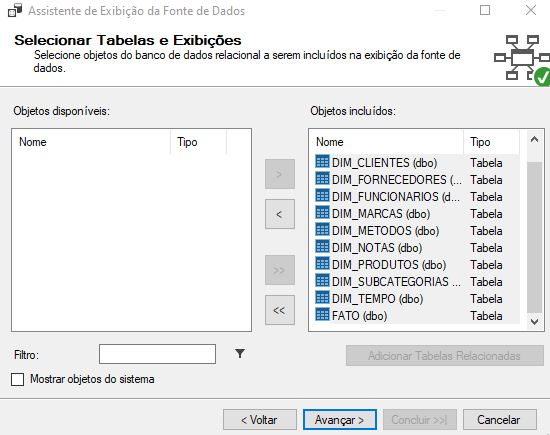 Assistente de Exibição da Fonte de Dados
Selecionar Tabelas e Exibições
Selecione objetos do banco de dados relacional a serem incluídos na exibição da fonte de
dados.
Objetos disponíveis:
Nome Tipo
>
<
>>
<<
Objetos incluídos:
Nome Tipo
DIM_CLIENTES (dbo) Tabela
DIM_FORNECEDORES (... Tabela
DIM_FUNCIONARIOS (d... Tabela
DIM_MARCAS (dbo) Tabela
DIM_METODOS (dbo) Tabela
DIM_NOTAS (dbo) Tabela
DIM_PRODUTOS (dbo) Tabela
DIM_SUBCATEGORIAS ... Tabela
DIM_TEMPO (dbo) Tabela
FATO (dbo) Tabela
Filtro:
Adicionar Tabelas Relacionadas
Mostrar objetos do sistema
< Voltar Avançar > Concluir >>| Cancelar